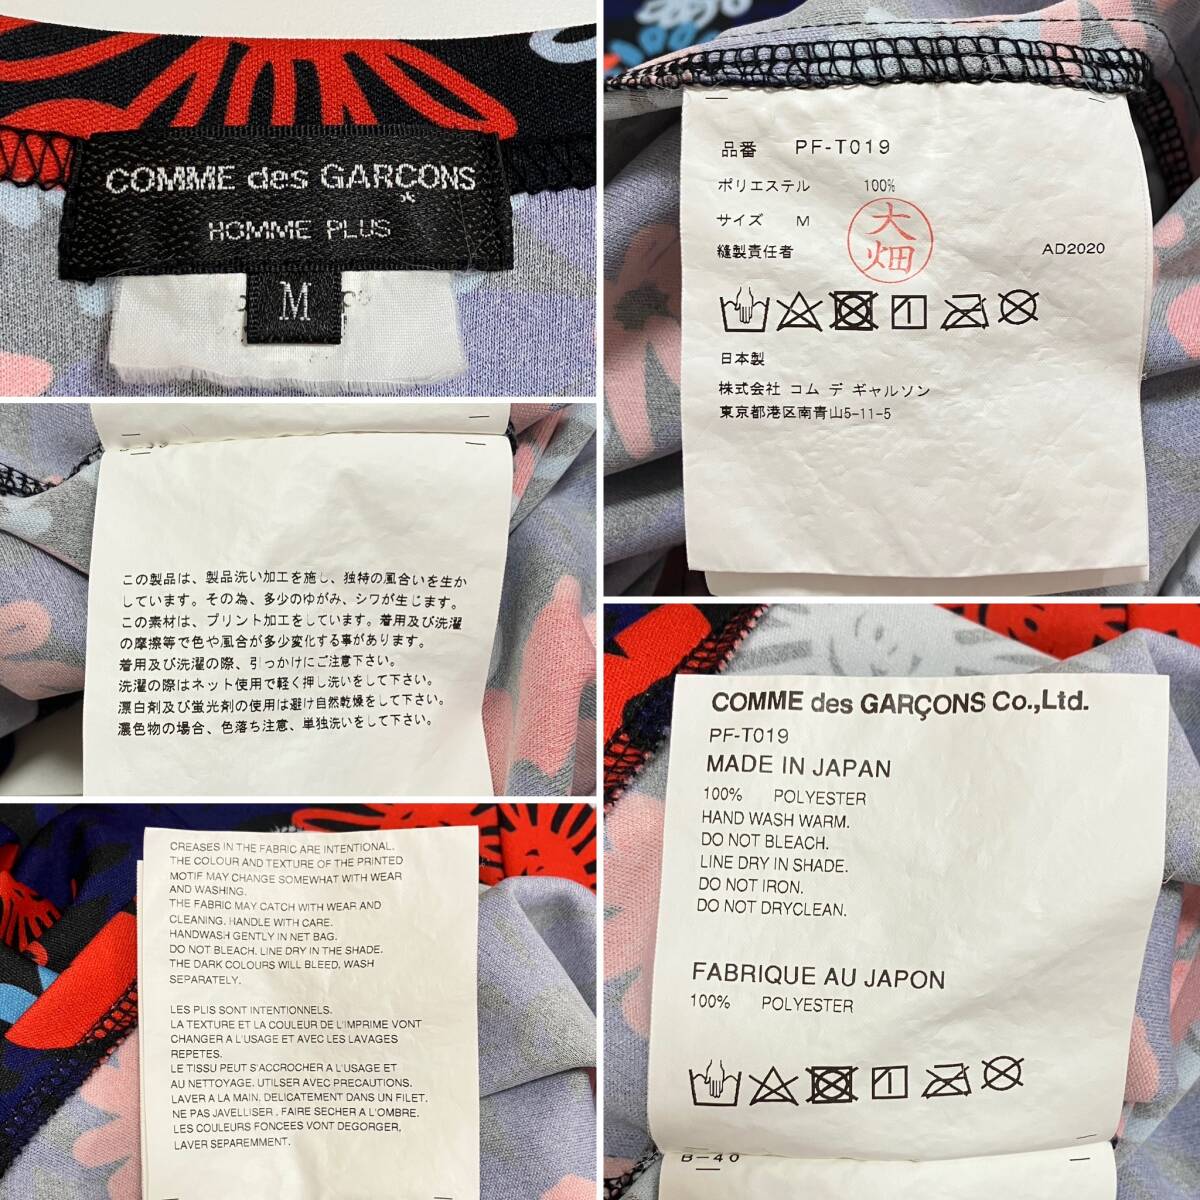 COMME des GARÇONS
HOMME PLUS
M
品番 PF-T019
ポリエステル 100%
サイズ M
縫製責任者
大畑
AD2020
日本製
株式会社 コム デ ギャルソン
東京都港区南青山5-11-5
この製品は、製品洗い加工を施し、独特の風合いを生か
しています。その為、多少のゆがみ、シワが生じます。
この素材は、プリント加工をしています。着用及び洗濯
の摩擦等で色や風合が多少変化する事があります。
着用及び洗濯の際、引っかけにご注意下さい。
洗濯の際はネット使用で軽く押し洗いをして下さい。
漂白剤及び蛍光剤の使用は避け自然乾燥をして下さい。
濃色物の場合、色落ち注意、単独洗いをして下さい。
COMME des GARÇONS Co.,Ltd.
PF-T019
MADE IN JAPAN
100% POLYESTER
HAND WASH WARM.
DO NOT BLEACH.
LINE DRY IN SHADE.
DO NOT IRON.
DO NOT DRYCLEAN.
FABRIQUE AU JAPON
100% POLYESTER
B-40
CREASES IN THE FABRIC ARE INTENTIONAL.
THE COLOUR AND TEXTURE OF THE PRINTED
MOTIF MAY CHANGE SOMEWHAT WITH WEAR
AND WASHING.
THE FABRIC MAY CATCH WITH WEAR AND
CLEANING. HANDLE WITH CARE.
HANDWASH GENTLY IN NET BAG.
DO NOT BLEACH. LINE DRY IN THE SHADE.
THE DARK COLOURS WILL BLEED. WASH
SEPARATELY.
LES PLIS SONT INTENTIONNELS.
LA TEXTURE ET LA COULEUR DE L'IMPRIME VONT
CHANGER A L'USAGE ET AVEC LES LAVAGES
REPETES.
LE TISSU PEUT S'ACCROCHER A L'USAGE ET
AU NETTOYAGE. UTILSER AVEC PRECAUTIONS.
LAVER A LA MAIN. DELICATEMENT DANS UN FILET.
NE PAS JAVELLISER . FAIRE SECHER A L'OMBRE.
LES COULEURS FONCEES VONT DEGORGER,
LAVER SEPAREMMENT.